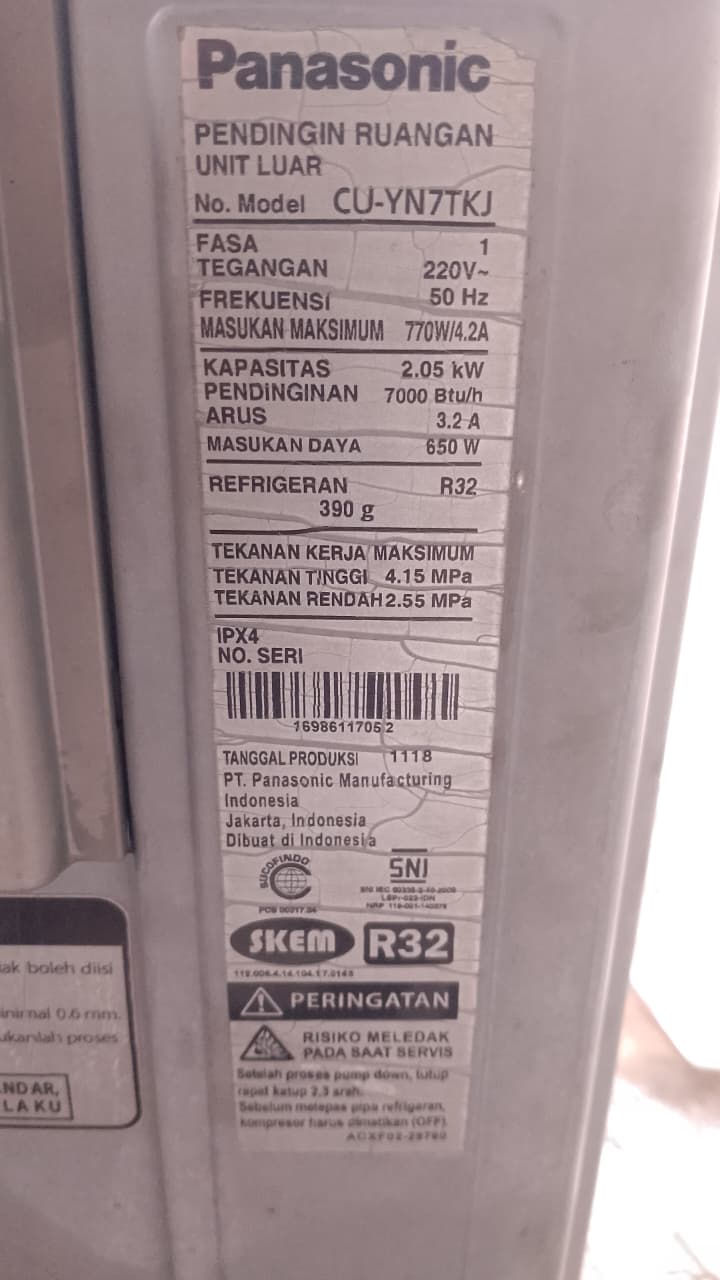 Panasonic
PENDINGIN RUANGAN
UNIT LUAR
No. Model CU-YN7TKJ
FASA 1
TEGANGAN 220V~
FREKUENSI 50 Hz
MASUKAN MAKSIMUM 770W/4.2A
KAPASITAS 2.05 kW
PENDINGINAN 7000 Btu/h
ARUS 3.2 A
MASUKAN DAYA 650 W
REFRIGERAN R32
390 g
TEKANAN KERJA MAKSIMUM
TEKANAN TINGGI 4.15 MPa
TEKANAN RENDAH 2.55 MPa
IPX4
NO. SERI
16986117052
TANGGAL PRODUKSI 1118
PT. Panasonic Manufacturing
Indonesia
Jakarta, Indonesia
Dibuat di Indonesia
SUCOFINDO
SNI
SKEM R32
PERINGATAN
RISIKO MELEDAK
PADA SAAT SERVIS
Setelah proses pump down, tutup
rapat katup 2,3 arah.
Sebelum melepas pipa refrigeran,
kompresor harus dimatikan (OFF)
boleh diisi
0.6 mm.
proses
LAKU